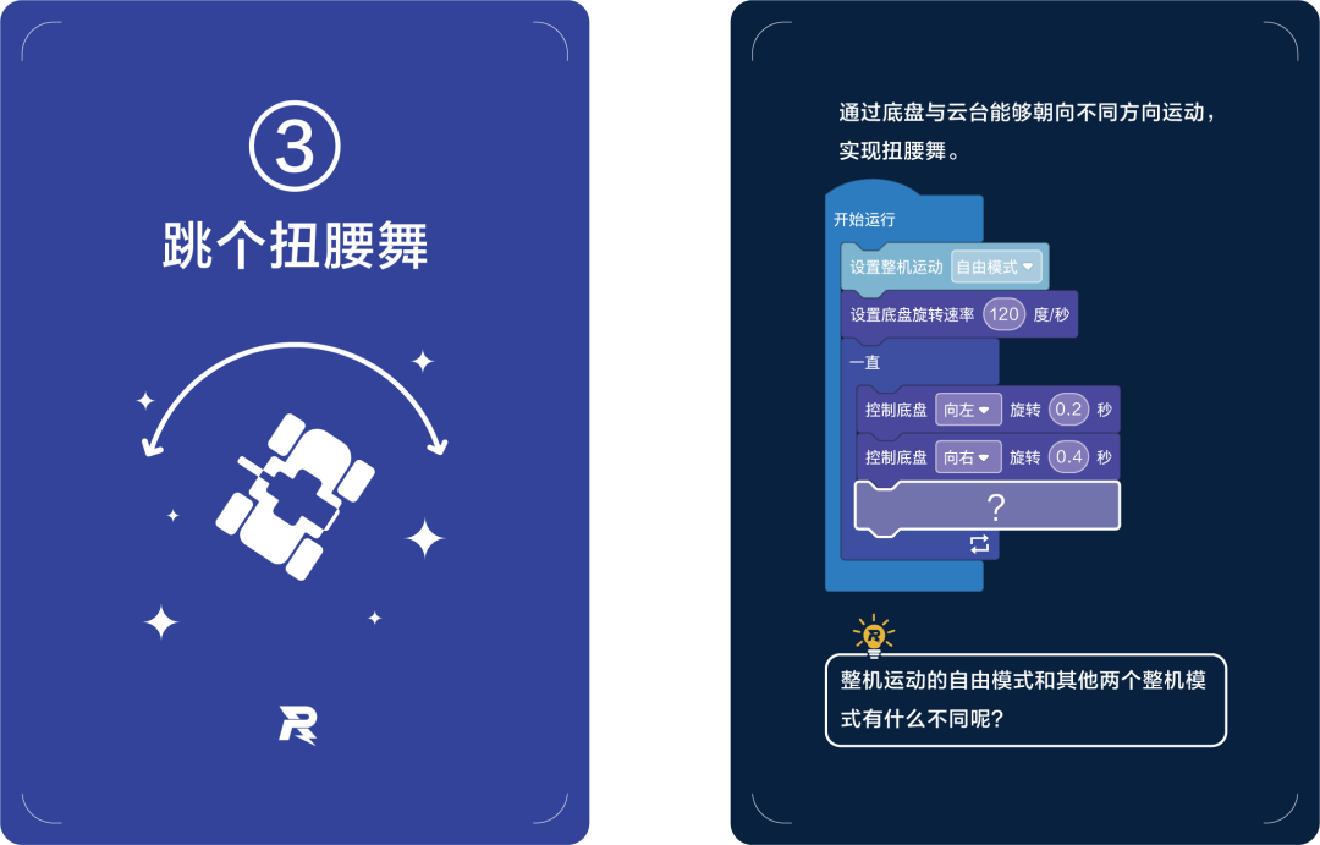 ③
跳个扭腰舞
R
通过底盘与云台能够朝向不同方向运动，
实现扭腰舞。
开始运行
设置整机运动 自由模式
设置底盘旋转速率 120 度/秒
一直
控制底盘 向左 旋转 0.2 秒
控制底盘 向右 旋转 0.4 秒
?
R
整机运动的自由模式和其他两个整机模
式有什么不同呢？